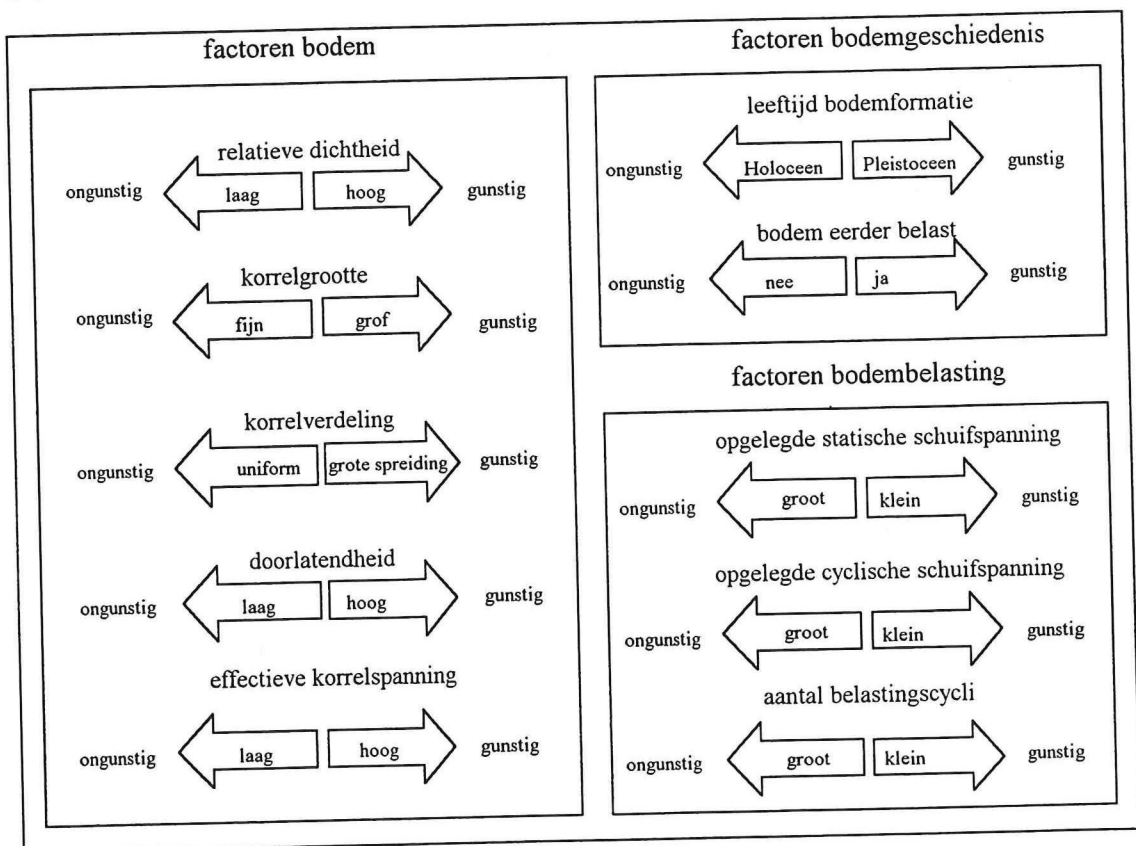 factoren bodem
relatieve dichtheid
ongunstig laag hoog gunstig
korrelgrootte
ongunstig fijn grof gunstig
korrelverdeling
ongunstig uniform grote spreiding gunstig
doorlatendheid
ongunstig laag hoog gunstig
effectieve korrelspanning
ongunstig laag hoog gunstig
factoren bodemgeschiedenis
leeftijd bodemformatie
ongunstig Holoceen Pleistoceen gunstig
bodem eerder belast
ongunstig nee ja gunstig
factoren bodembelasting
opgelegde statische schuifspanning
ongunstig groot klein gunstig
opgelegde cyclische schuifspanning
ongunstig groot klein gunstig
aantal belastingscycli
ongunstig groot klein gunstig